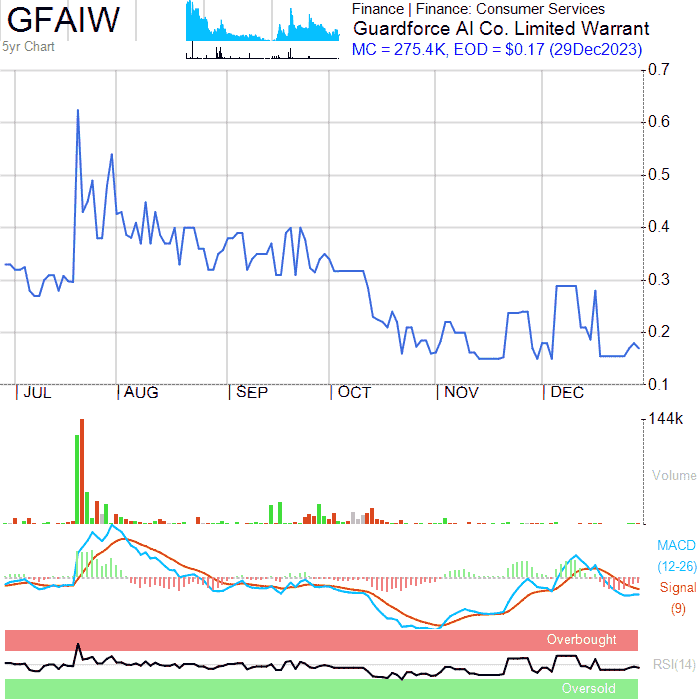 GFAIW
5yr Chart
Finance | Finance: Consumer Services
Guardforce AI Co. Limited Warrant
MC = 275.4K, EOD = $0.17 (29Dec2023)
0.7
0.6
0.5
0.4
0.3
0.2
0.1
JUL AUG SEP OCT NOV DEC
144k
Volume
MACD
(12-26)
Signal
(9)
Overbought
RSI(14)
Oversold